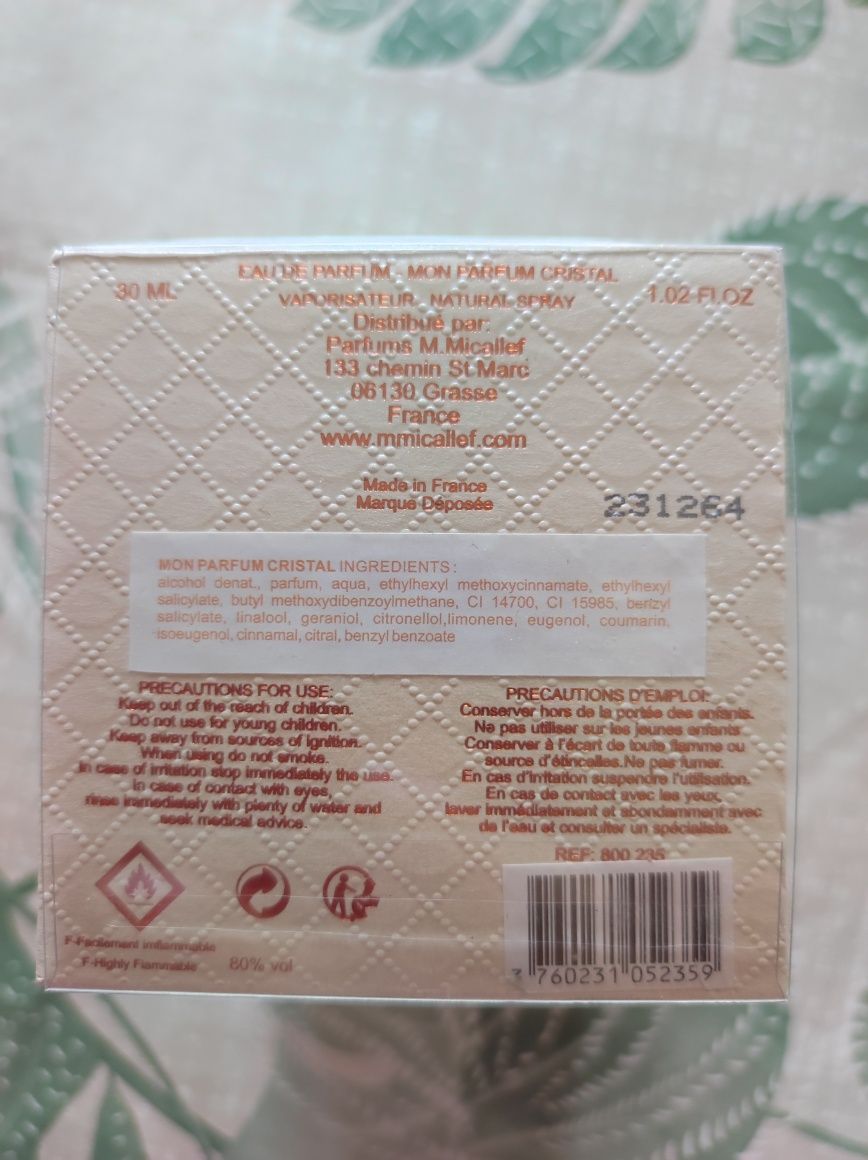 EAU DE PARFUM - MON PARFUM CRISTAL
30 ML
VAPORISATEUR NATURAL SPRAY
1.02 Fl OZ
Distribué par:
Parfums M.Micallef
133 chemin St Marc
06130 Grasse
France
www.mmicallef.com
Made in France
Marque Déposée
231264
MON PARFUM CRISTAL INGREDIENTS:
alcohol denat., parfum, aqua, ethylhexyl methoxycinnamate, ethylhexyl
salicylate, butyl methoxydibenzoylmethane, CI 14700, CI 15985, benzyl
salicylate, linalool, geraniol, citronellol,limonene, eugenol, coumarin,
isoeugenol, cinnamal, citral, benzyl benzoate
PRECAUTIONS FOR USE:
Keep out of the reach of children.
Do not use for young children.
Keep away from sources of ignition.
When using do not smoke.
In case of irritation stop immediately the use.
In case of contact with eyes,
rinse immediately with plenty of water and
seek medical advice.
PRECAUTIONS D'EMPLOI:
Conserver hors de la portée des enfants.
Ne pas utiliser sur les jeunes enfants
Conserver à l'écart de toute flamme ou
source d'étincelles.Ne pas fumer.
En cas d'irritation suspendre l'utilisation.
En cas de contact avec les yeux,
laver immédiatement et abondamment avec
de l'eau et consulter un spécialiste.
REF: 800 235
F-Facilement imflammable
F-Highly Flammable
80% vol
3 760231 052359